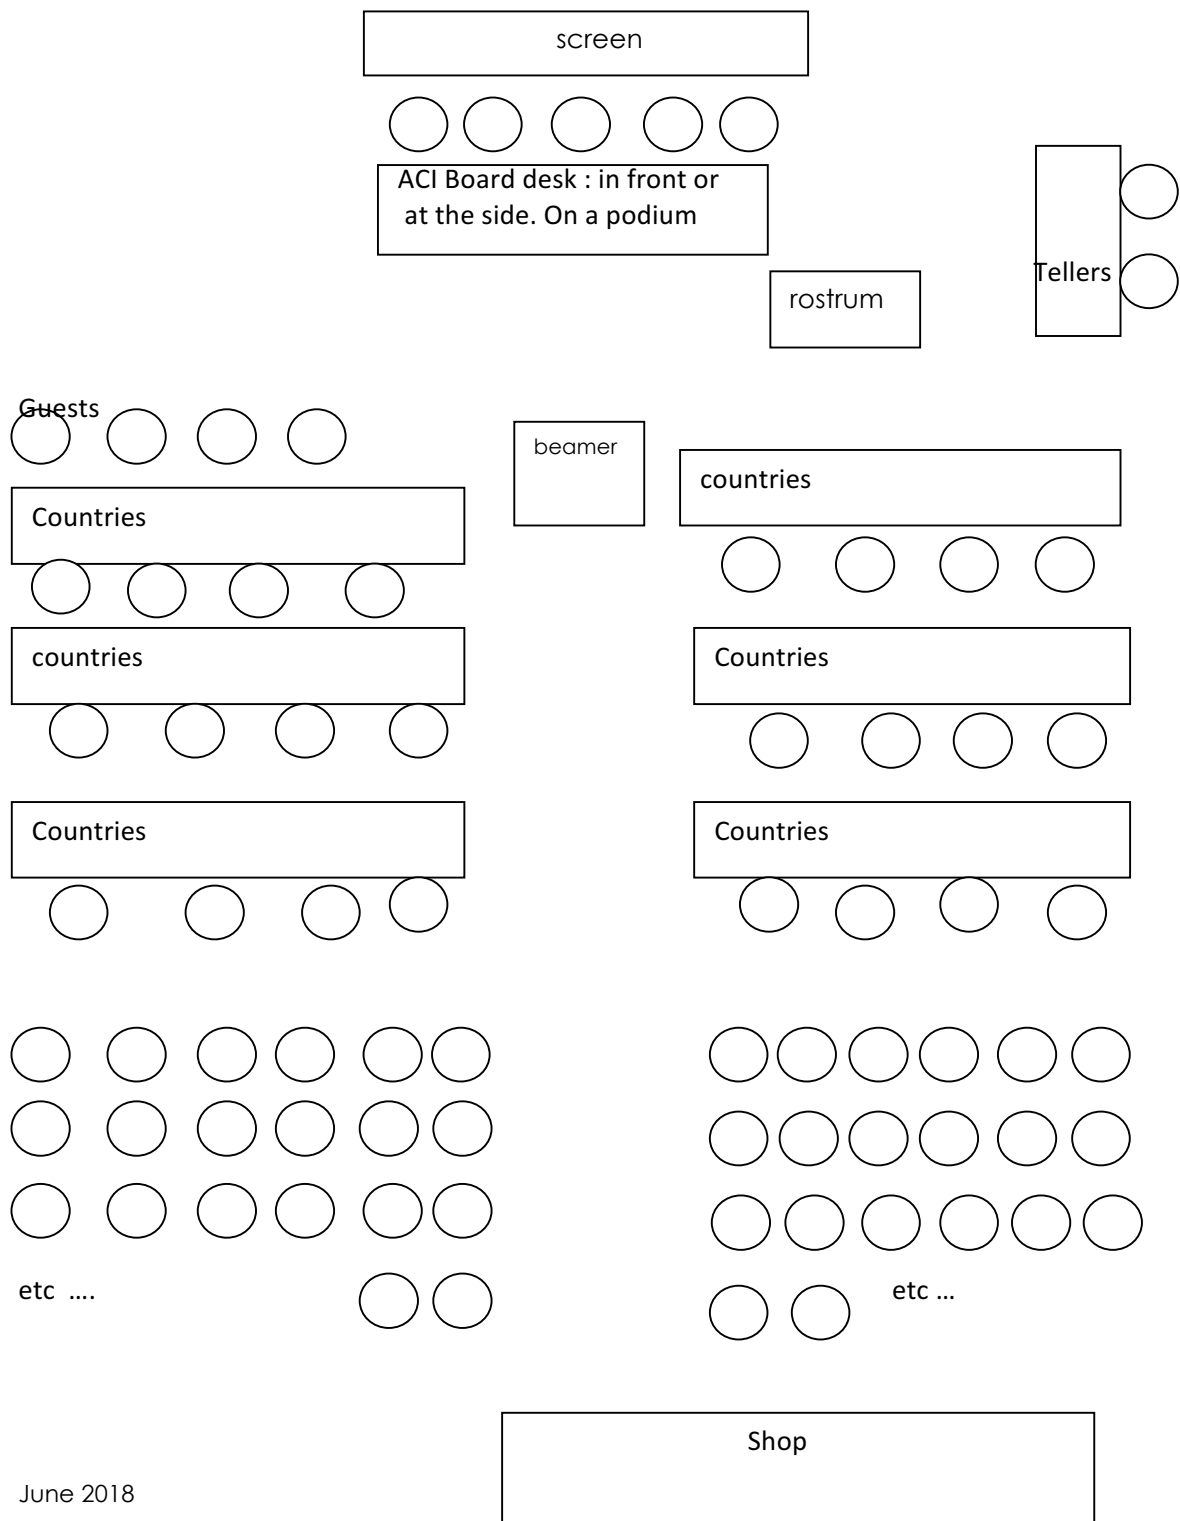 screen
ACI Board desk : in front or
at the side. On a podium
Tellers
rostrum
Guests
beamer
countries
Countries
countries
Countries
Countries
Countries
etc ....
etc ...
Shop
June 2018